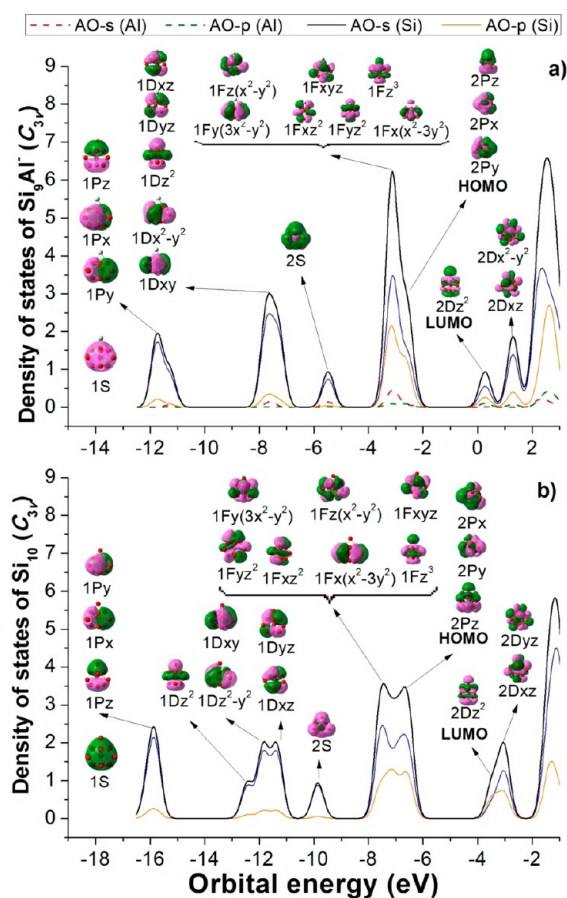 AO-s (Al) AO-p (Al) AO-s (Si) AO-p (Si)
a)
Density of states of Si₉Al⁻ (C₃ᵥ)
9
8
7
6
5
4
3
2
1
0
1Dxz
1Fz(x²-y²)
1Fxyz
1Fz³
2Pz
1Dyz
1Fy(3x²-y²)
1Fxz²
1Fyz²
1Fx(x²-3y²)
2Px
1Pz
1Dz²
2Py
HOMO
1Px
1Dx²-y²
2S
2Dx²-y²
1Py
1Dxy
2Dz²
LUMO
2Dxz
1S
-14 -12 -10 -8 -6 -4 -2 0 2
b)
Density of states of Si₁₀ (C₃ᵥ)
9
8
7
6
5
4
3
2
1
0
1Fy(3x²-y²)
1Fz(x²-y²)
1Fxyz
2Px
1Fyz²
1Fxz²
1Fx(x²-3y²)
1Fz³
2Py
1Py
1Px
1Dxy
1Dyz
2Pz
HOMO
2Dyz
1Pz
1Dz²
1Dz²-y²
1Dxz
2Dz²
LUMO
2Dxz
1S
2S
-18 -16 -14 -12 -10 -8 -6 -4 -2
Orbital energy (eV)